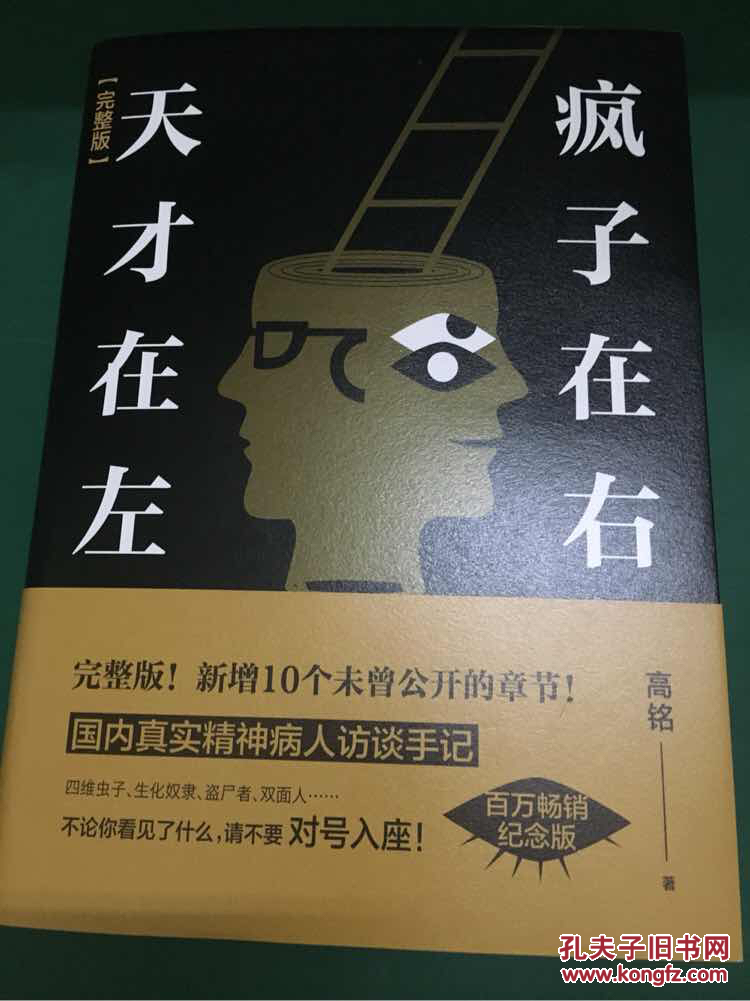 天才在左
【完整版】
疯子在右
完整版！新增10个未曾公开的章节！
国内真实精神病人访谈手记
四维虫子、生化奴隶、盗尸者、双面人……
不论你看见了什么，请不要 对号入座！
百万畅销
纪念版
高铭
著
孔夫子旧书网
www.kongfz.com